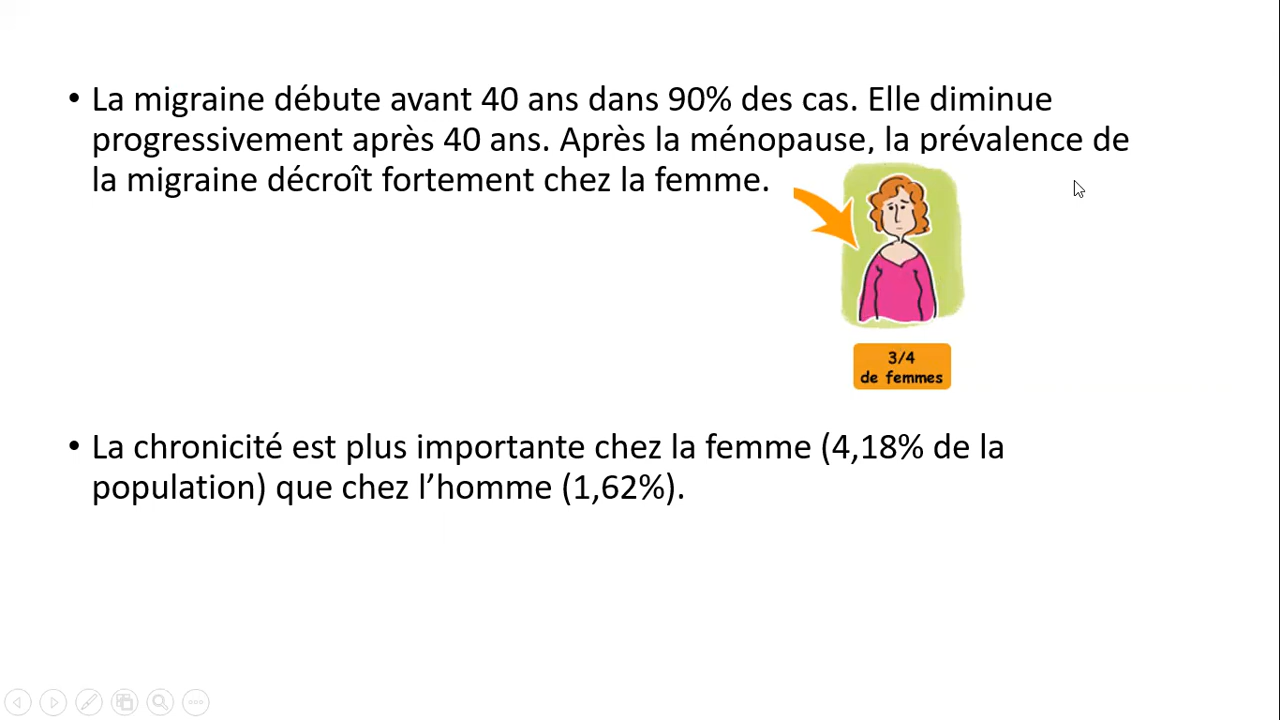 • La migraine débute avant 40 ans dans 90% des cas. Elle diminue
progressivement après 40 ans. Après la ménopause, la prévalence de
la migraine décroît fortement chez la femme.
3/4
de femmes
• La chronicité est plus importante chez la femme (4,18% de la
population) que chez l’homme (1,62%).